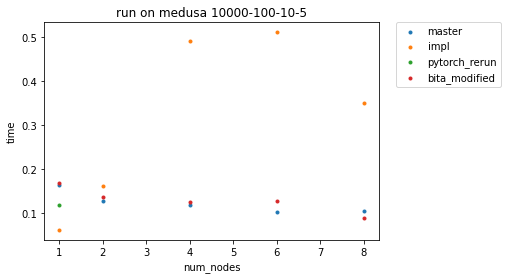 run on medusa 10000-100-10-5
master
impl
pytorch_rerun
bita_modified
time
0.5
0.4
0.3
0.2
0.1
1 2 3 4 5 6 7 8
num_nodes